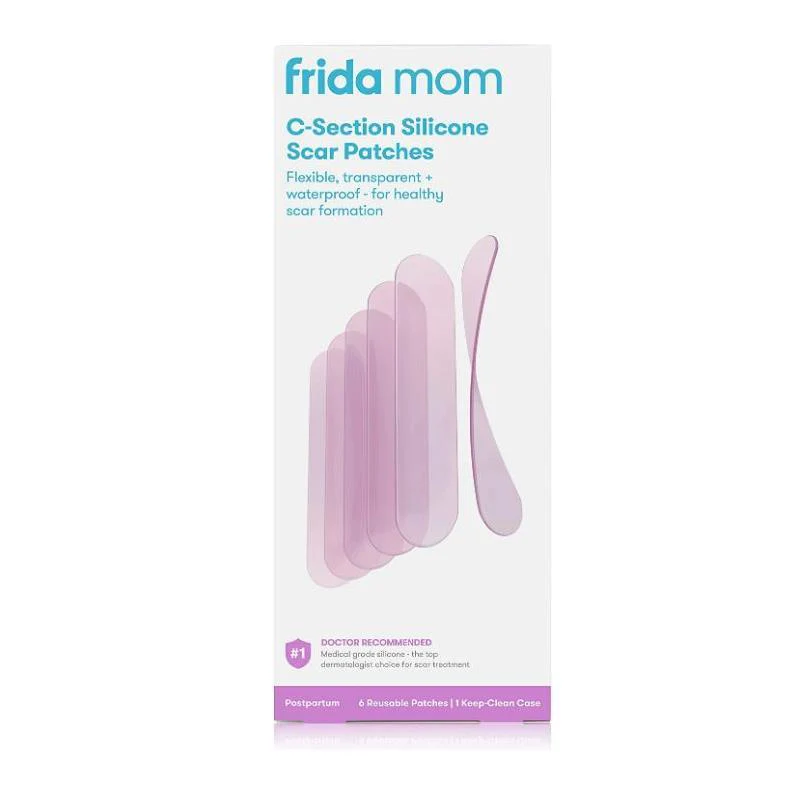 frida mom
C-Section Silicone
Scar Patches
Flexible, transparent +
waterproof - for healthy
scar formation
#1
DOCTOR RECOMMENDED
Medical grade silicone - the top
dermatologist choice for scar treatment
Postpartum 6 Reusable Patches | 1 Keep-Clean Case